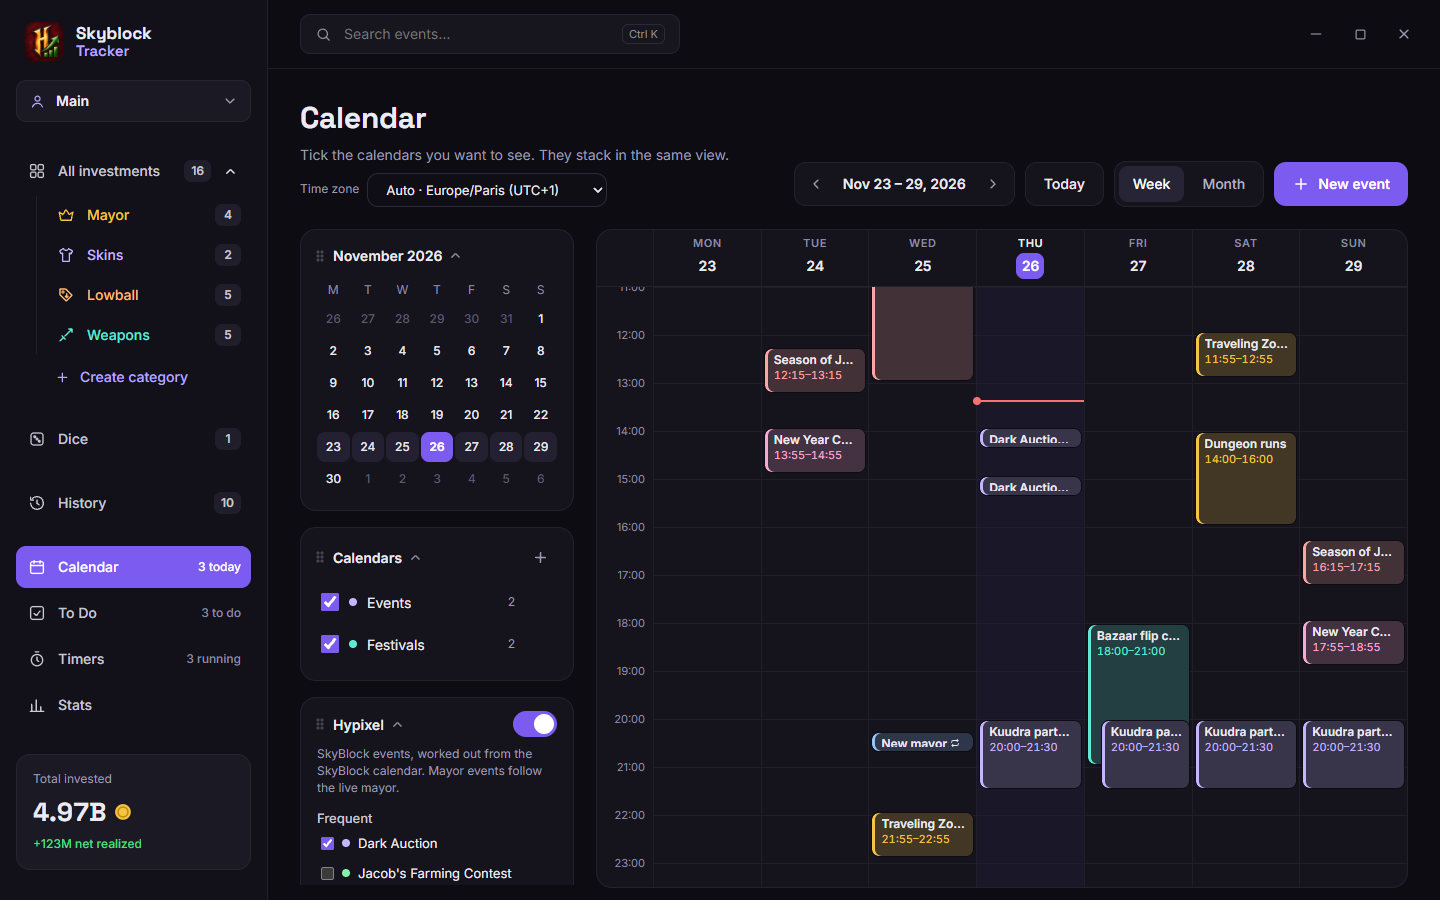 Skyblock
Tracker
Main
All investments 16
Mayor 4
Skins 2
Lowball 5
Weapons 5
Create category
Dice 1
History 10
Calendar 3 today
To Do 3 to do
Timers 3 running
Stats
Total invested
4.97B
+123M net realized
Search events... Ctrl K
Calendar
Tick the calendars you want to see. They stack in the same view.
Time zone Auto · Europe/Paris (UTC+1)
Nov 23 – 29, 2026
Today
Week Month
New event
November 2026
M T W T F S S
26 27 28 29 30 31 1
2 3 4 5 6 7 8
9 10 11 12 13 14 15
16 17 18 19 20 21 22
23 24 25 26 27 28 29
30 1 2 3 4 5 6
Calendars
Events 2
Festivals 2
Hypixel
SkyBlock events, worked out from the
SkyBlock calendar. Mayor events follow
the live mayor.
Frequent
Dark Auction
Jacob's Farming Contest
MON TUE WED THU FRI SAT SUN
23 24 25 26 27 28 29
11:00
12:00
13:00
14:00
15:00
16:00
17:00
18:00
19:00
20:00
21:00
22:00
23:00
Season of J...
12:15–13:15
New Year C...
13:55–14:55
New mayor
Traveling Zo...
21:55–22:55
Dark Auctio...
Dark Auctio...
Kuudra part...
20:00–21:30
Bazaar flip c...
18:00–21:00
Kuudra pa...
20:00–21:30
Traveling Zo...
11:55–12:55
Dungeon runs
14:00–16:00
Kuudra part...
20:00–21:30
Season of J...
16:15–17:15
New Year C...
17:55–18:55
Kuudra part...
20:00–21:30